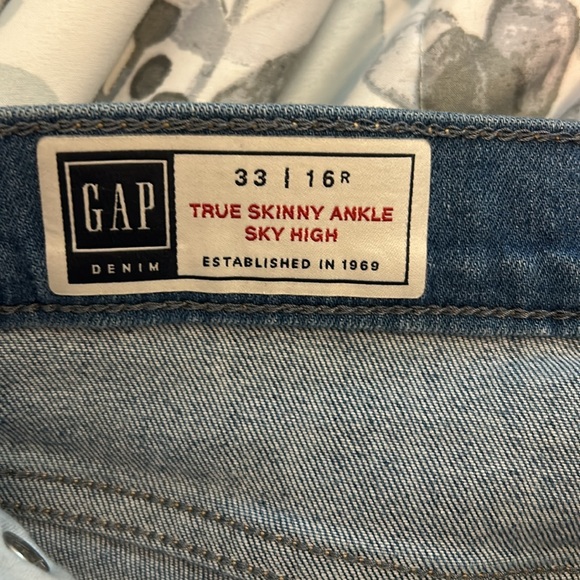 GAP
DENIM
33 | 16R
TRUE SKINNY ANKLE
SKY HIGH
ESTABLISHED IN 1969